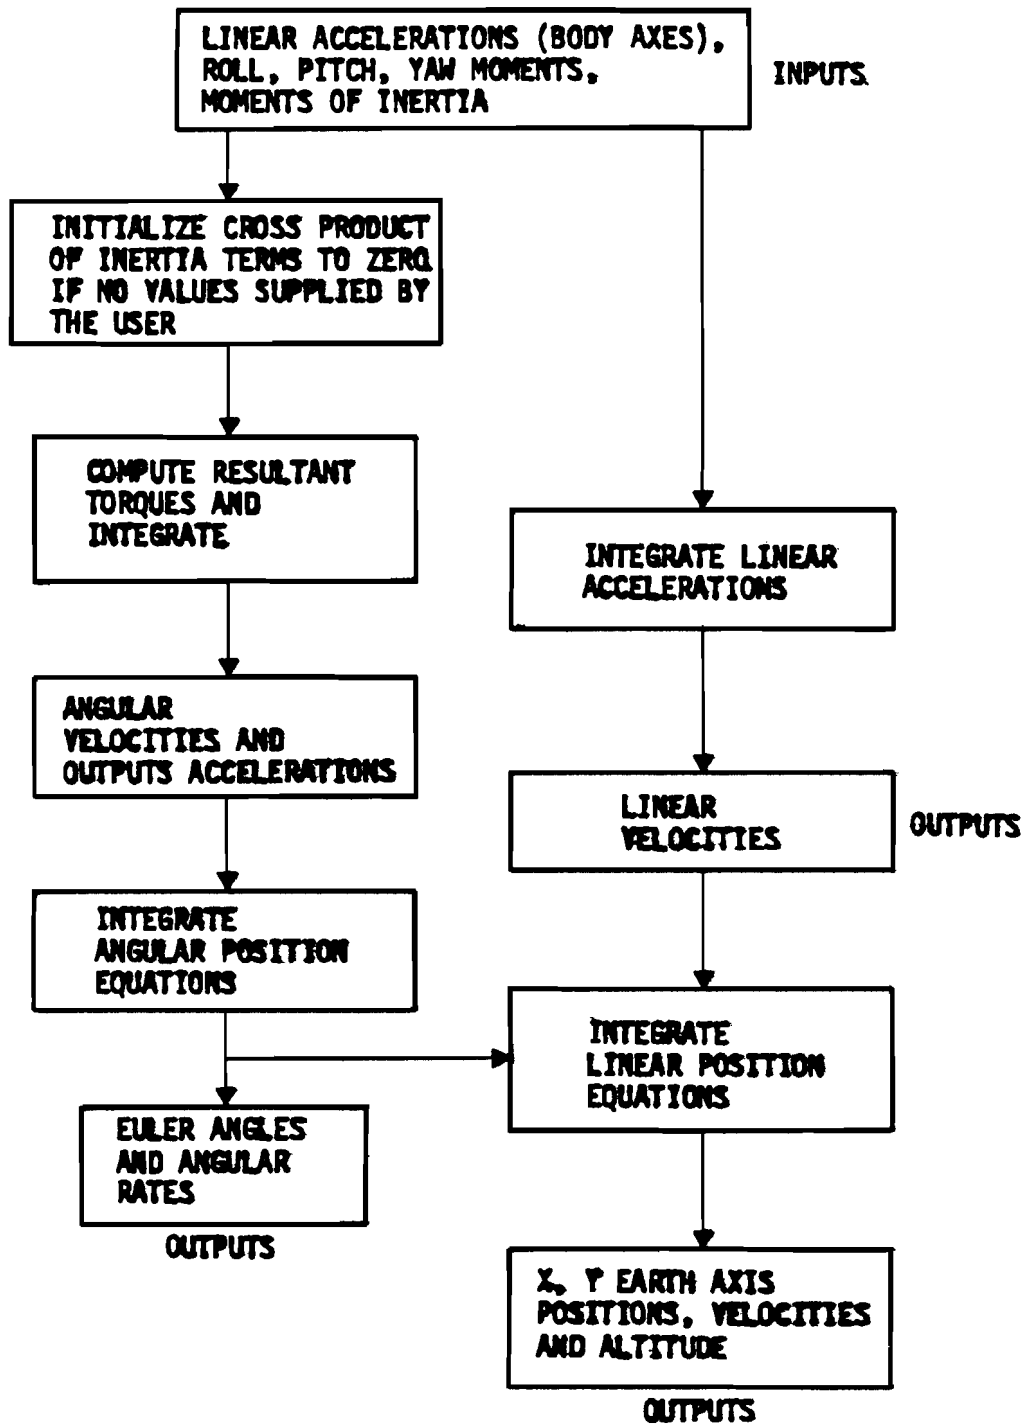 LINEAR ACCELERATIONS (BODY AXES),
ROLL, PITCH, YAW MOMENTS,
MOMENTS OF INERTIA
INPUTS
INITIALIZE CROSS PRODUCT
OF INERTIA TERMS TO ZERO
IF NO VALUES SUPPLIED BY
THE USER
COMPUTE RESULTANT
TORQUES AND
INTEGRATE
ANGULAR
VELOCITIES AND
OUTPUTS ACCELERATIONS
INTEGRATE
ANGULAR POSITION
EQUATIONS
EULER ANGLES
AND ANGULAR
RATES
OUTPUTS
INTEGRATE LINEAR
ACCELERATIONS
LINEAR
VELOCITIES
OUTPUTS
INTEGRATE
LINEAR POSITION
EQUATIONS
X, Y EARTH AXIS
POSITIONS, VELOCITIES
AND ALTITUDE
OUTPUTS